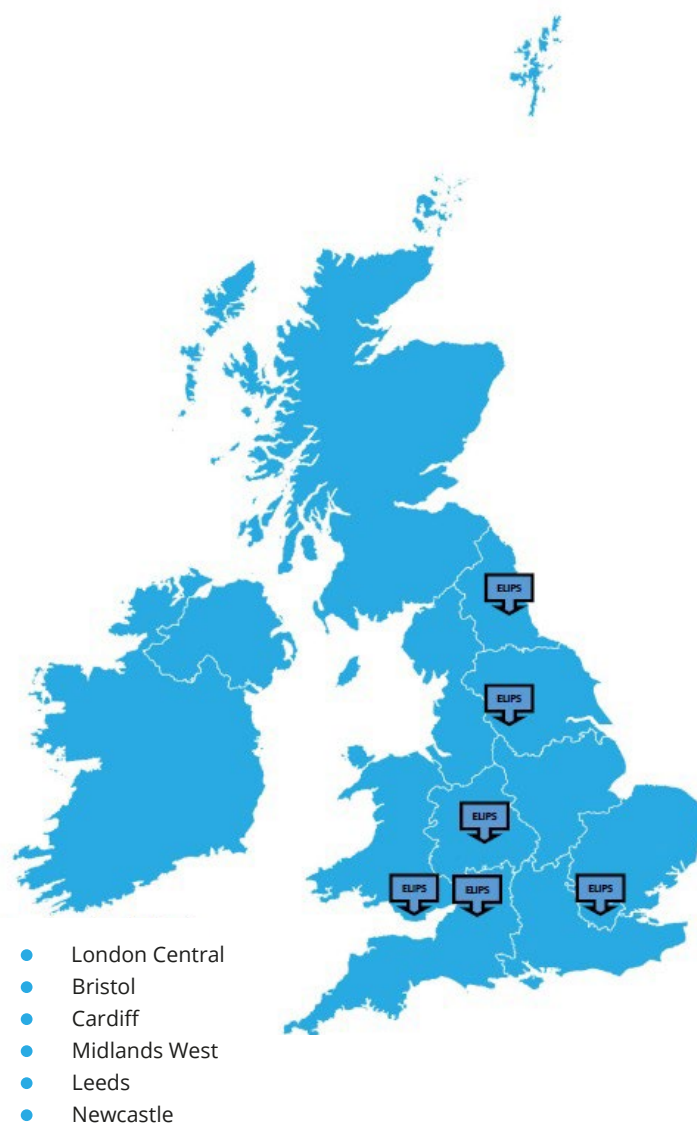 ELIPS
ELIPS
ELIPS
ELIPS
ELIPS
ELIPS
London Central
Bristol
Cardiff
Midlands West
Leeds
Newcastle